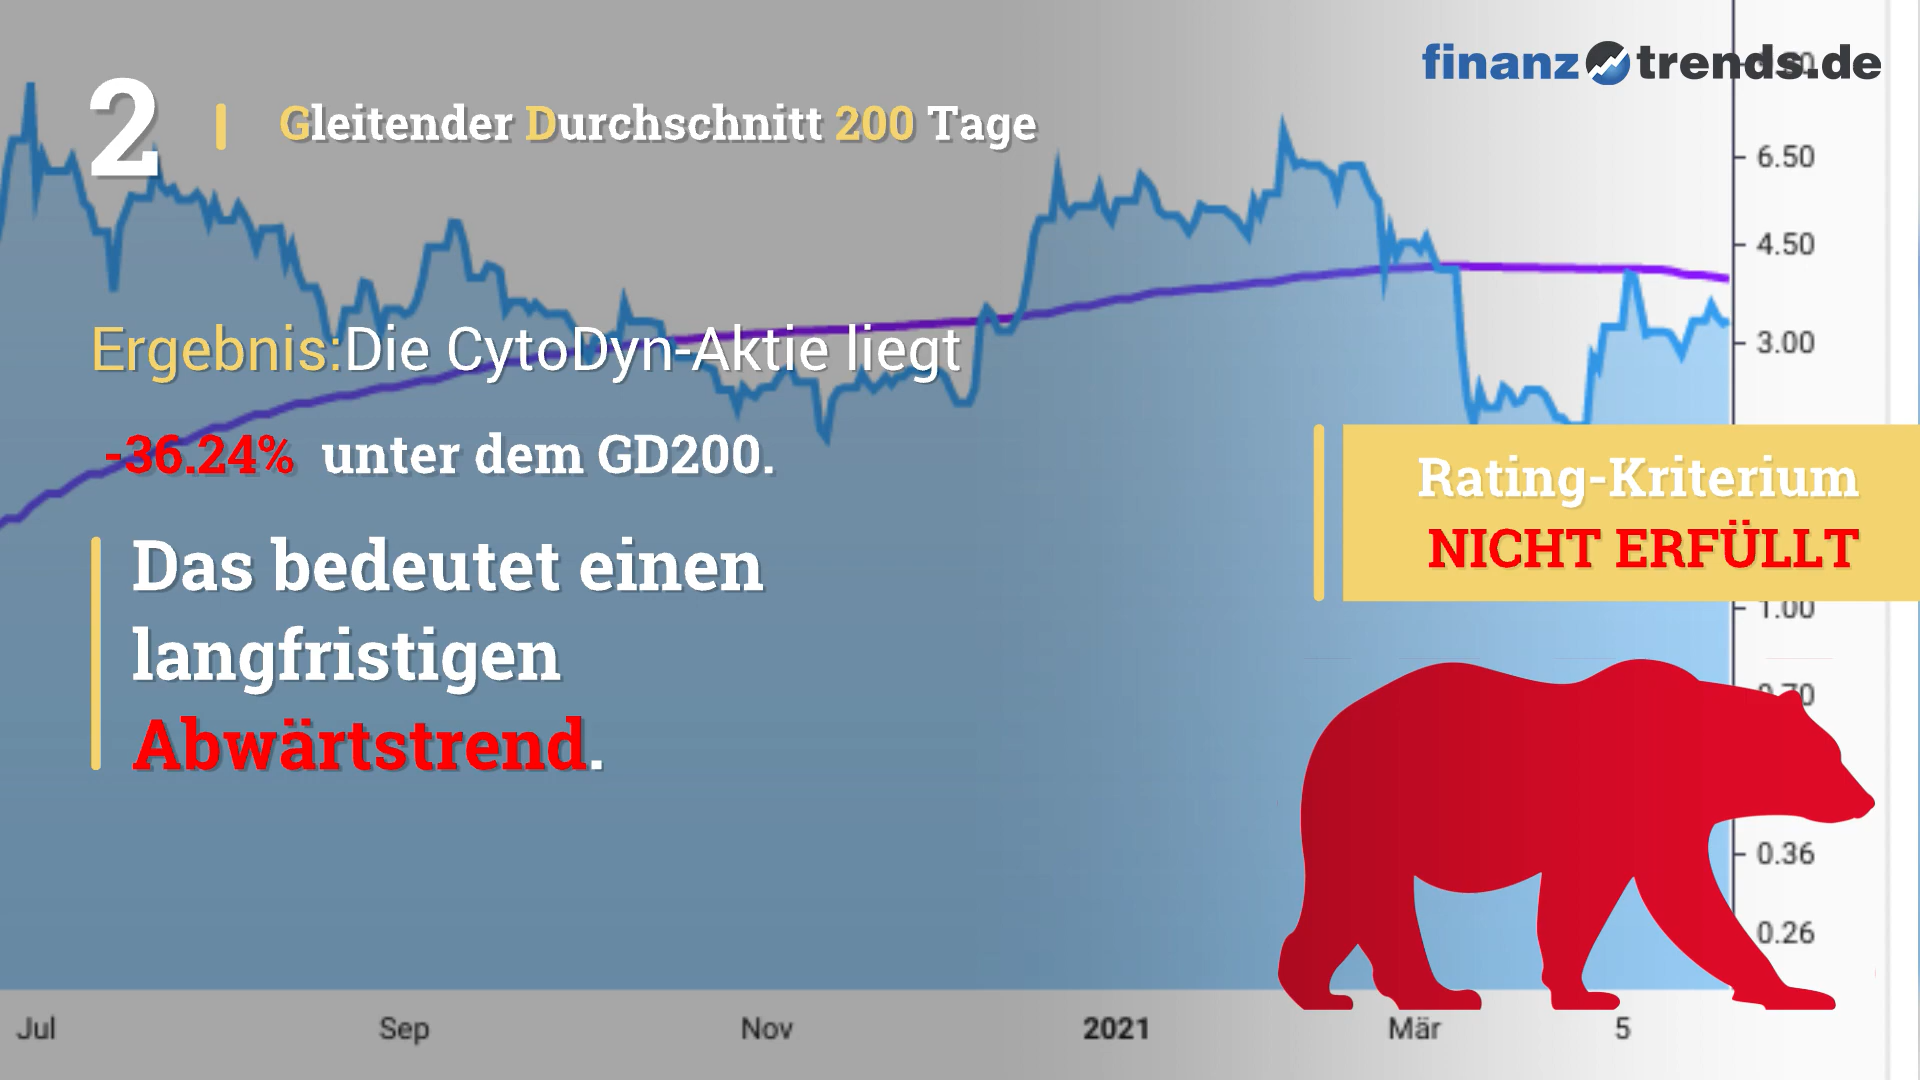 finanztrends.de
2
Gleitender Durchschnitt 200 Tage
6.50
4.50
Ergebnis:Die CytoDyn-Aktie liegt
3.00
-36.24% unter dem GD200.
Rating-Kriterium
NICHT ERFÜLLT
Das bedeutet einen
langfristigen
Abwärtstrend.
1.00
0.36
0.26
Jul
Sep
Nov
2021
Mär
5